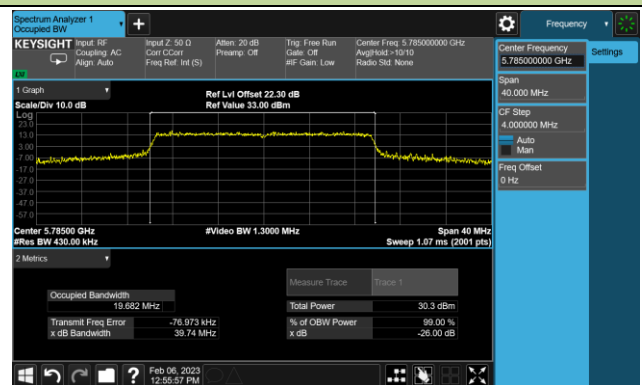 Spectrum Analyzer 1
Occupied BW
Frequency
KEYSIGHT
Input: RF
Coupling: AC
Align: Auto
Input Z: 50 Ω
Corr CCorr
Freq Ref: Int (S)
Atten: 20 dB
Preamp: Off
Trig: Free Run
Gate: Off
#IF Gain: Low
Center Freq: 5.785000000 GHz
Avg|Hold:>10/10
Radio Std: None
Center Frequency
5.785000000 GHz
Settings
Span
40.000 MHz
CF Step
4.000000 MHz
Auto
Man
Freq Offset
0 Hz
1 Graph
Scale/Div 10.0 dB
Ref Lvl Offset 22.30 dB
Ref Value 33.00 dBm
Log
23.0
13.0
3.00
-7.00
-17.0
-27.0
-37.0
-47.0
-57.0
Center 5.78500 GHz
#Res BW 430.00 kHz
#Video BW 1.3000 MHz
Span 40 MHz
Sweep 1.07 ms (2001 pts)
2 Metrics
Measure Trace
Trace 1
Occupied Bandwidth
19.682 MHz
Total Power
30.3 dBm
Transmit Freq Error
-76.973 kHz
% of OBW Power
99.00 %
x dB Bandwidth
39.74 MHz
x dB
-26.00 dB
Feb 06, 2023
12:55:57 PM